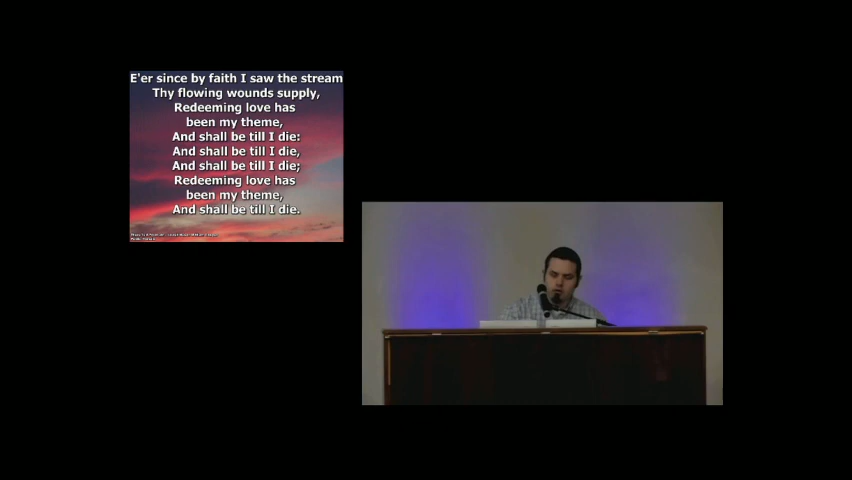 E'er since by faith I saw the stream
Thy flowing wounds supply,
Redeeming love has
been my theme,
And shall be till I die:
And shall be till I die,
And shall be till I die;
Redeeming love has
been my theme,
And shall be till I die.